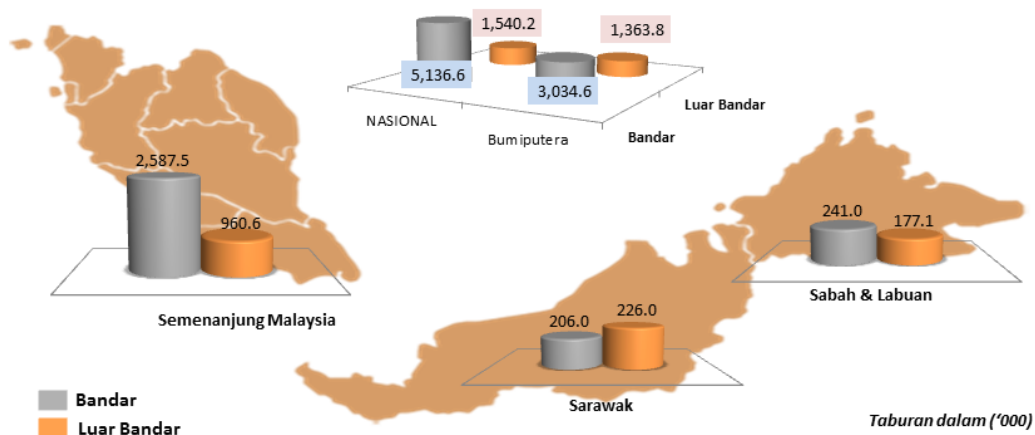 1,540.2
1,363.8
5,136.6
3,034.6
NASIONAL
Bumiputera
Bandar
Luar Bandar
2,587.5
960.6
Semenanjung Malaysia
241.0
177.1
Sabah & Labuan
206.0
226.0
Sarawak
Bandar
Luar Bandar
Taburan dalam (‘000)